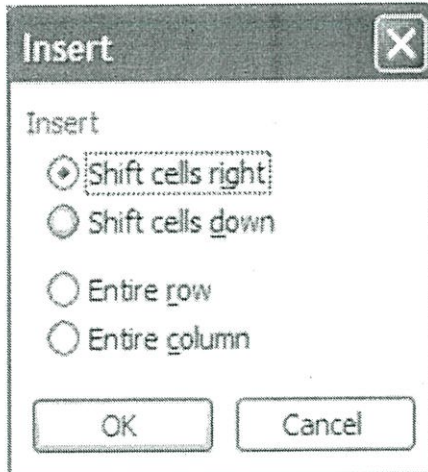 Insert
Insert
Shift cells right
Shift cells down
Entire row
Entire column
OK
Cancel